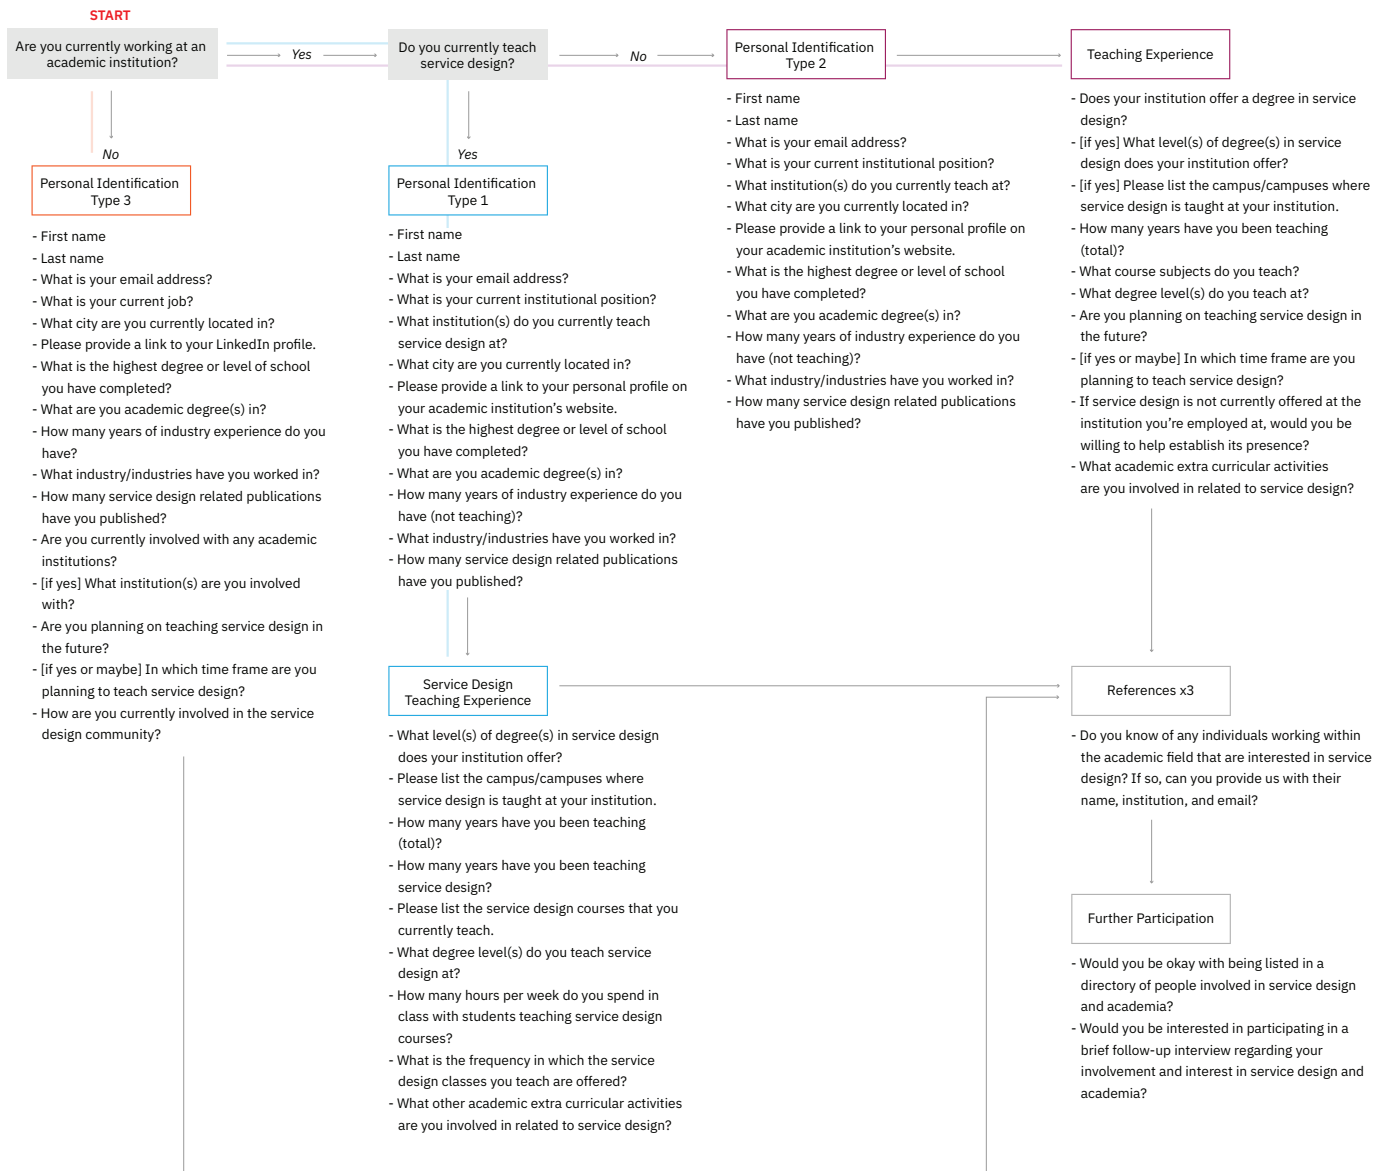 START
Are you currently working at an
academic institution?
Yes
Do you currently teach
service design?
No
Personal Identification
Type 2
Teaching Experience
No
Personal Identification
Type 3
- First name
- Last name
- What is your email address?
- What is your current job?
- What city are you currently located in?
- Please provide a link to your LinkedIn profile.
- What is the highest degree or level of school
you have completed?
- What are you academic degree(s) in?
- How many years of industry experience do you
have?
- What industry/industries have you worked in?
- How many service design related publications
have you published?
- Are you currently involved with any academic
institutions?
- [if yes] What institution(s) are you involved
with?
- Are you planning on teaching service design in
the future?
- [if yes or maybe] In which time frame are you
planning to teach service design?
- How are you currently involved in the service
design community?
Yes
Personal Identification
Type 1
- First name
- Last name
- What is your email address?
- What is your current institutional position?
- What institution(s) do you currently teach
service design at?
- What city are you currently located in?
- Please provide a link to your personal profile on
your academic institution's website.
- What is the highest degree or level of school
you have completed?
- What are you academic degree(s) in?
- How many years of industry experience do you
have (not teaching)?
- What industry/industries have you worked in?
- How many service design related publications
have you published?
Service Design
Teaching Experience
- What level(s) of degree(s) in service design
does your institution offer?
- Please list the campus/campuses where
service design is taught at your institution.
- How many years have you been teaching
(total)?
- How many years have you been teaching
service design?
- Please list the service design courses that you
currently teach.
- What degree level(s) do you teach service
design at?
- How many hours per week do you spend in
class with students teaching service design
courses?
- What is the frequency in which the service
design classes you teach are offered?
- What other academic extra curricular activities
are you involved in related to service design?
- First name
- Last name
- What is your email address?
- What is your current institutional position?
- What institution(s) do you currently teach at?
- What city are you currently located in?
- Please provide a link to your personal profile on
your academic institution's website.
- What is the highest degree or level of school
you have completed?
- What are you academic degree(s) in?
- How many years of industry experience do you
have (not teaching)?
- What industry/industries have you worked in?
- How many service design related publications
have you published?
- Does your institution offer a degree in service
design?
- [if yes] What level(s) of degree(s) in service
design does your institution offer?
- [if yes] Please list the campus/campuses where
service design is taught at your institution.
- How many years have you been teaching
(total)?
- What course subjects do you teach?
- What degree level(s) do you teach at?
- Are you planning on teaching service design in
the future?
- [if yes or maybe] In which time frame are you
planning to teach service design?
- If service design is not currently offered at the
institution you're employed at, would you be
willing to help establish its presence?
- What academic extra curricular activities
are you involved in related to service design?
References x3
- Do you know of any individuals working within
the academic field that are interested in service
design? If so, can you provide us with their
name, institution, and email?
Further Participation
- Would you be okay with being listed in a
directory of people involved in service design
and academia?
- Would you be interested in participating in a
brief follow-up interview regarding your
involvement and interest in service design and
academia?